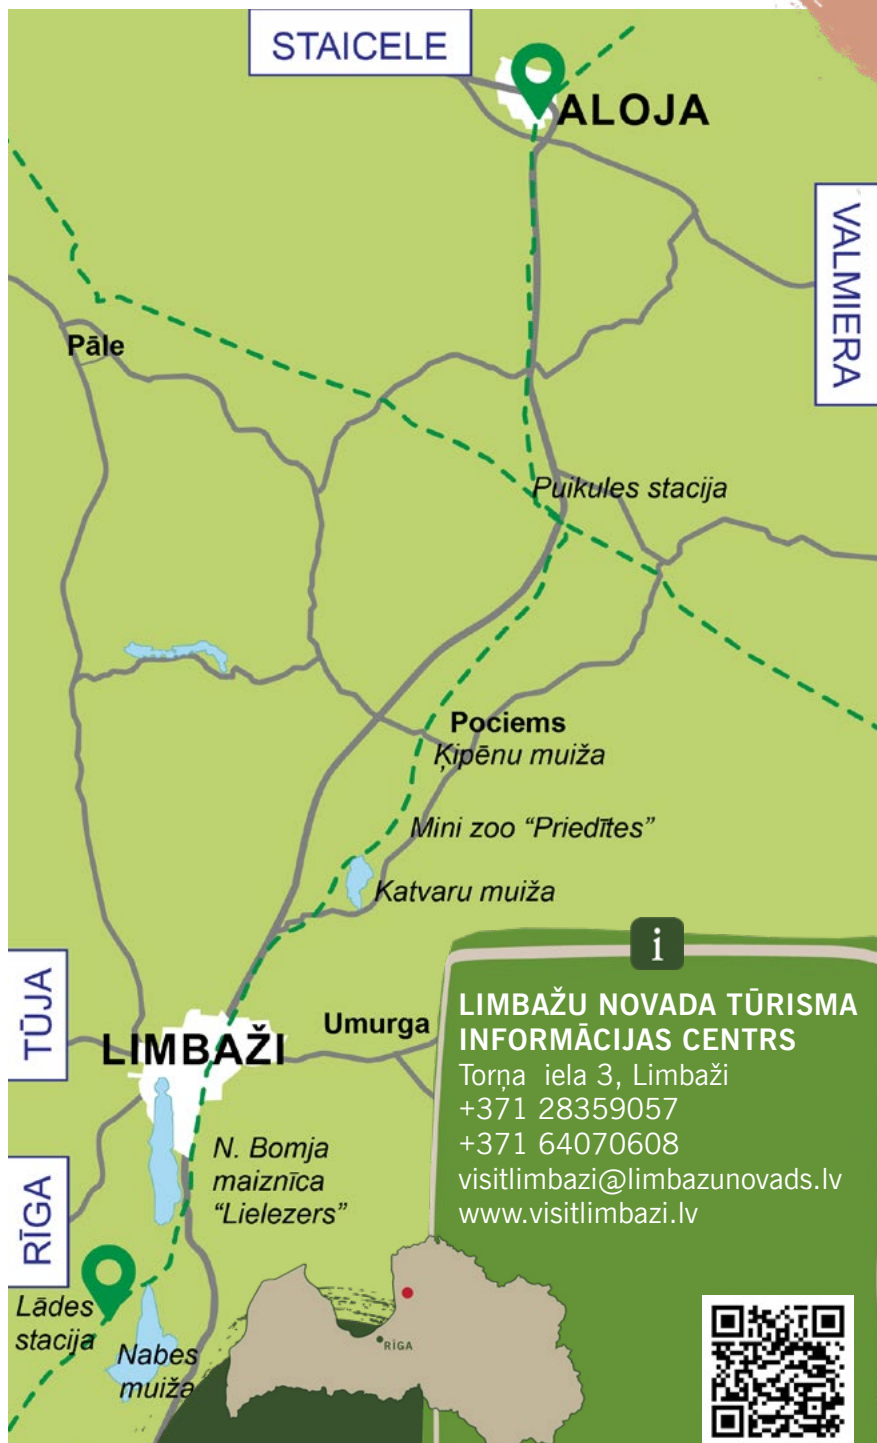 STAICELE
ALOJA
VALMIERA
Pāle
Puikules stacija
Pociems
Ķipēnu muiža
Mini zoo “Priedītes”
Katvaru muiža
i
TŪJA
LIMBAŽI
Umurga
LIMBAŽU NOVADA TŪRISMA
INFORMĀCIJAS CENTRS
Torņa iela 3, Limbaži
+371 28359057
+371 64070608
visitlimbazi@limbazunovads.lv
www.visitlimbazi.lv
N. Bomja
maiznīca
“Lielezers”
RĪGA
Lādes
stacija
Nabes
muiža
RĪGA